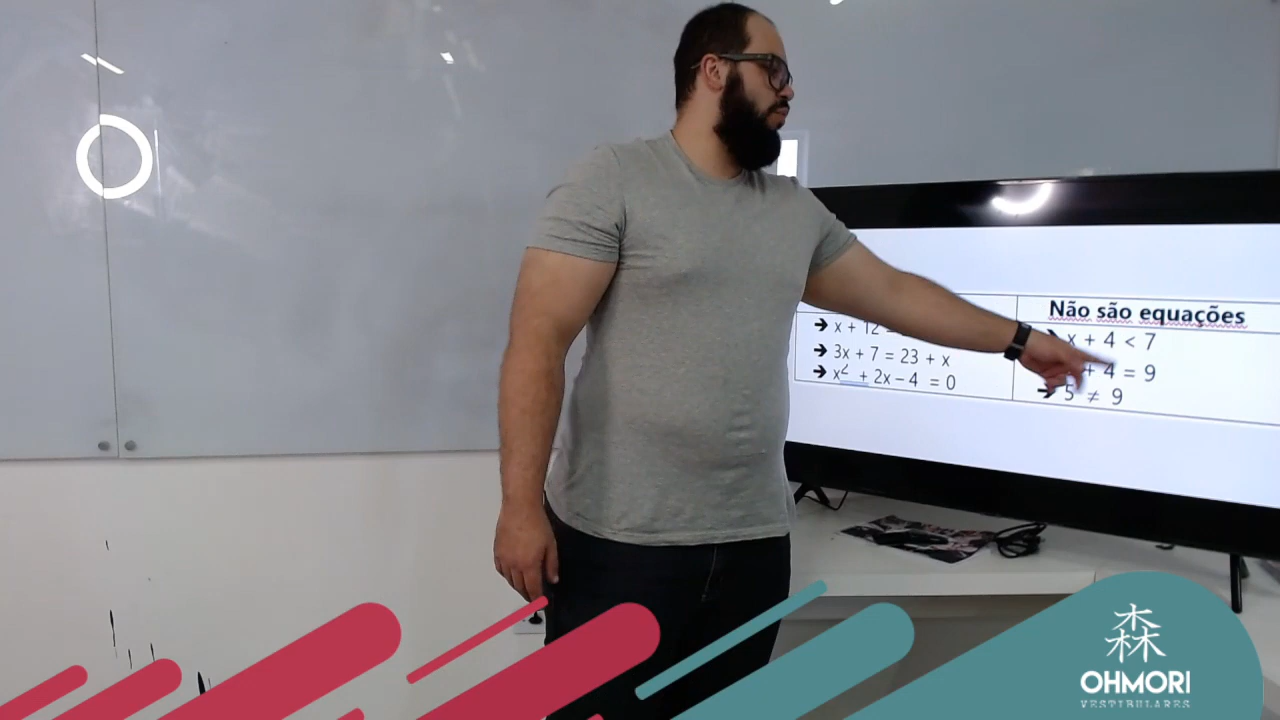 Não são equações
➔ x + 12 =
➔ 3x + 7 = 23 + x
➔ x² + 2x – 4 = 0
x + 4 < 7
+ 4 = 9
➔ 5 ≠ 9
森
OHMORI
VESTIBULARES